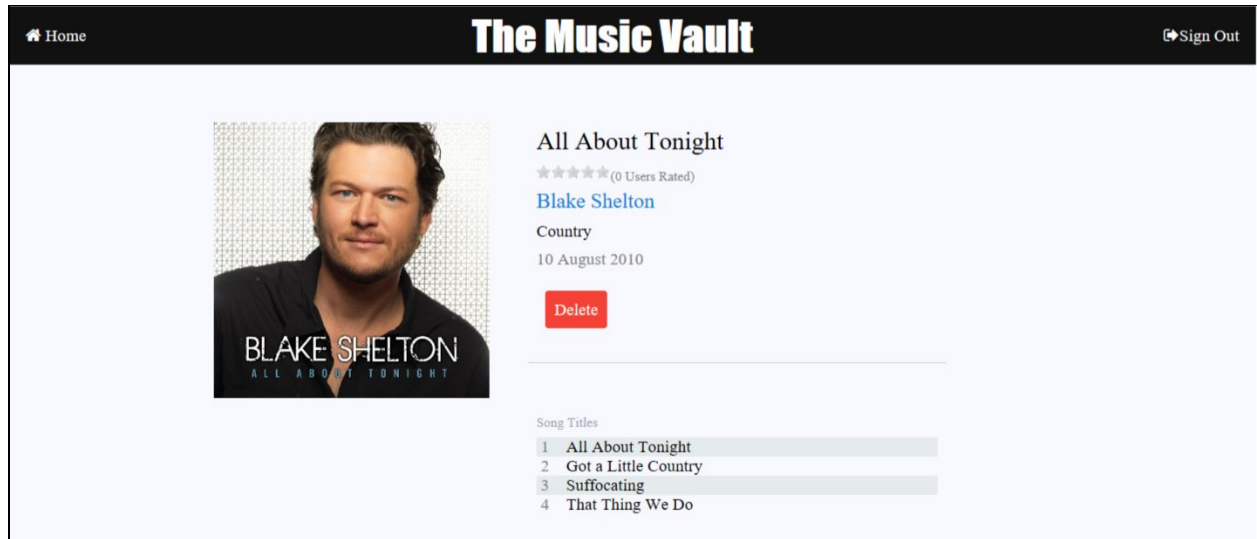 Home
The Music Vault
Sign Out
BLAKE SHELTON
ALL ABOUT TONIGHT
All About Tonight
(0 Users Rated)
Blake Shelton
Country
10 August 2010
Delete
Song Titles
1 All About Tonight
2 Got a Little Country
3 Suffocating
4 That Thing We Do